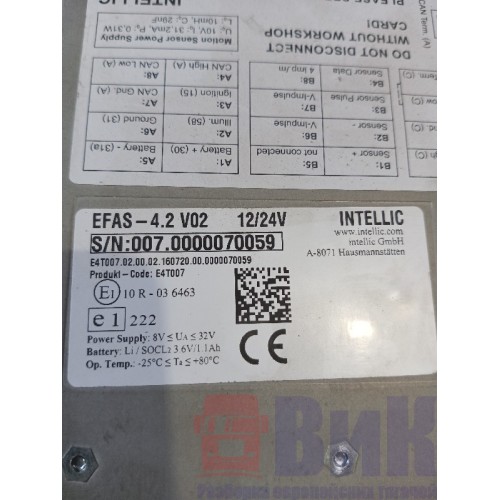 INTELLIC
PLEASE
DO NOT DISCONNECT
WITHOUT WORKSHOP
CARD!
CAN Term. (A)
Motion Sensor Power Supply
A1: Battery + (30)
A2: Illum. (58)
A3: Ignition (15)
A4: CAN High (A)
A5: Battery - (31a)
A6: Ground (31)
A7: CAN Gnd. (A)
A8: CAN Low (A)
B1: Sensor +
B2: Sensor -
B3: Sensor Pulse
B4: Sensor Data
B5: not connected
B6: V-Impulse
B7: V-Impulse
B8: 4 imp/m
EFAS-4.2 V02 12/24V INTELLIC
www.intellic.com
intellic GmbH
A-8071 Hausmannstätten
S/N:007.0000070059
E4T007.02.00.02.160720.00.0000070059
Produkt-Code: E4T007
E1 10 R - 03 6463
e1 222
Power Supply: 8V ≤ UA ≤ 32V
Battery: Li / SOCL2 3.6V/1.1Ah
Op. Temp.: -25°C ≤ Ta ≤ +80°C
ВиК